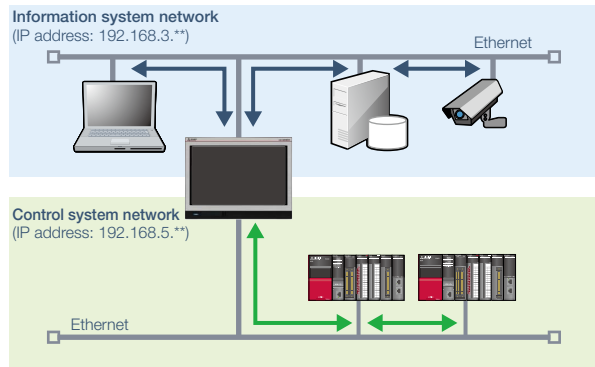 Information system network
(IP address: 192.168.3.**)
Ethernet
Control system network
(IP address: 192.168.5.**)
Ethernet